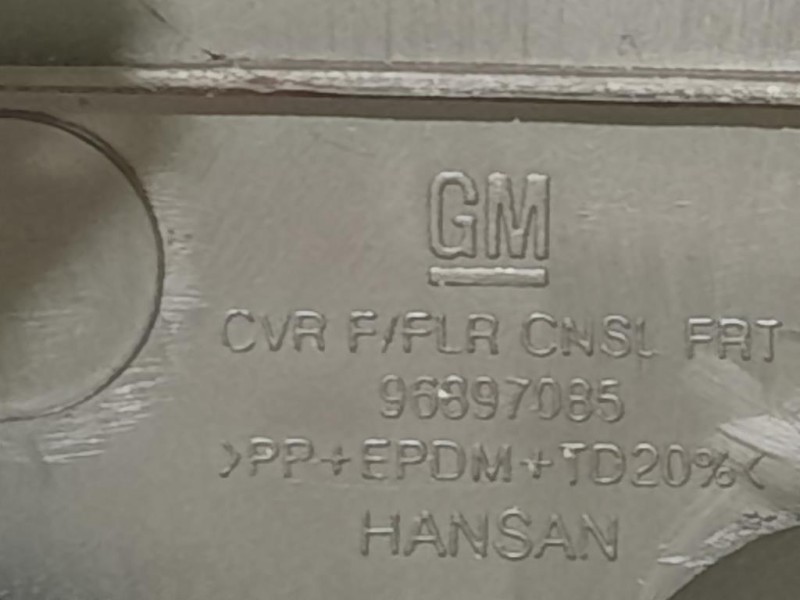 GM
CVR F/FLR CNSL FRT
96897085
>PP+EPDM+TD20%<
HANSAN